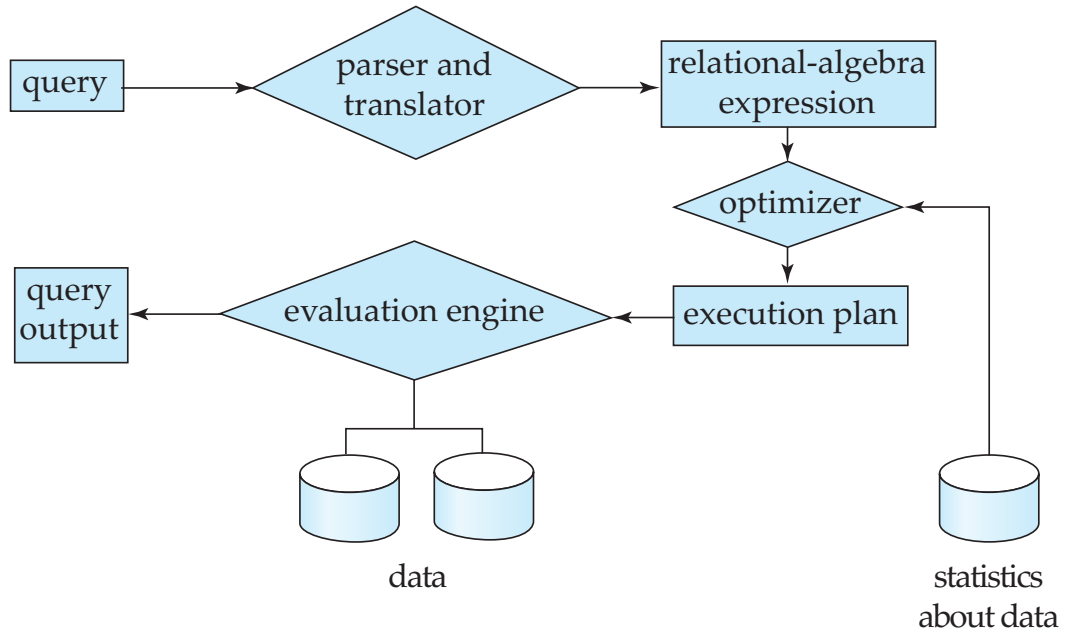 query
parser and
translator
relational-algebra
expression
optimizer
query
output
evaluation engine
execution plan
data
statistics
about data